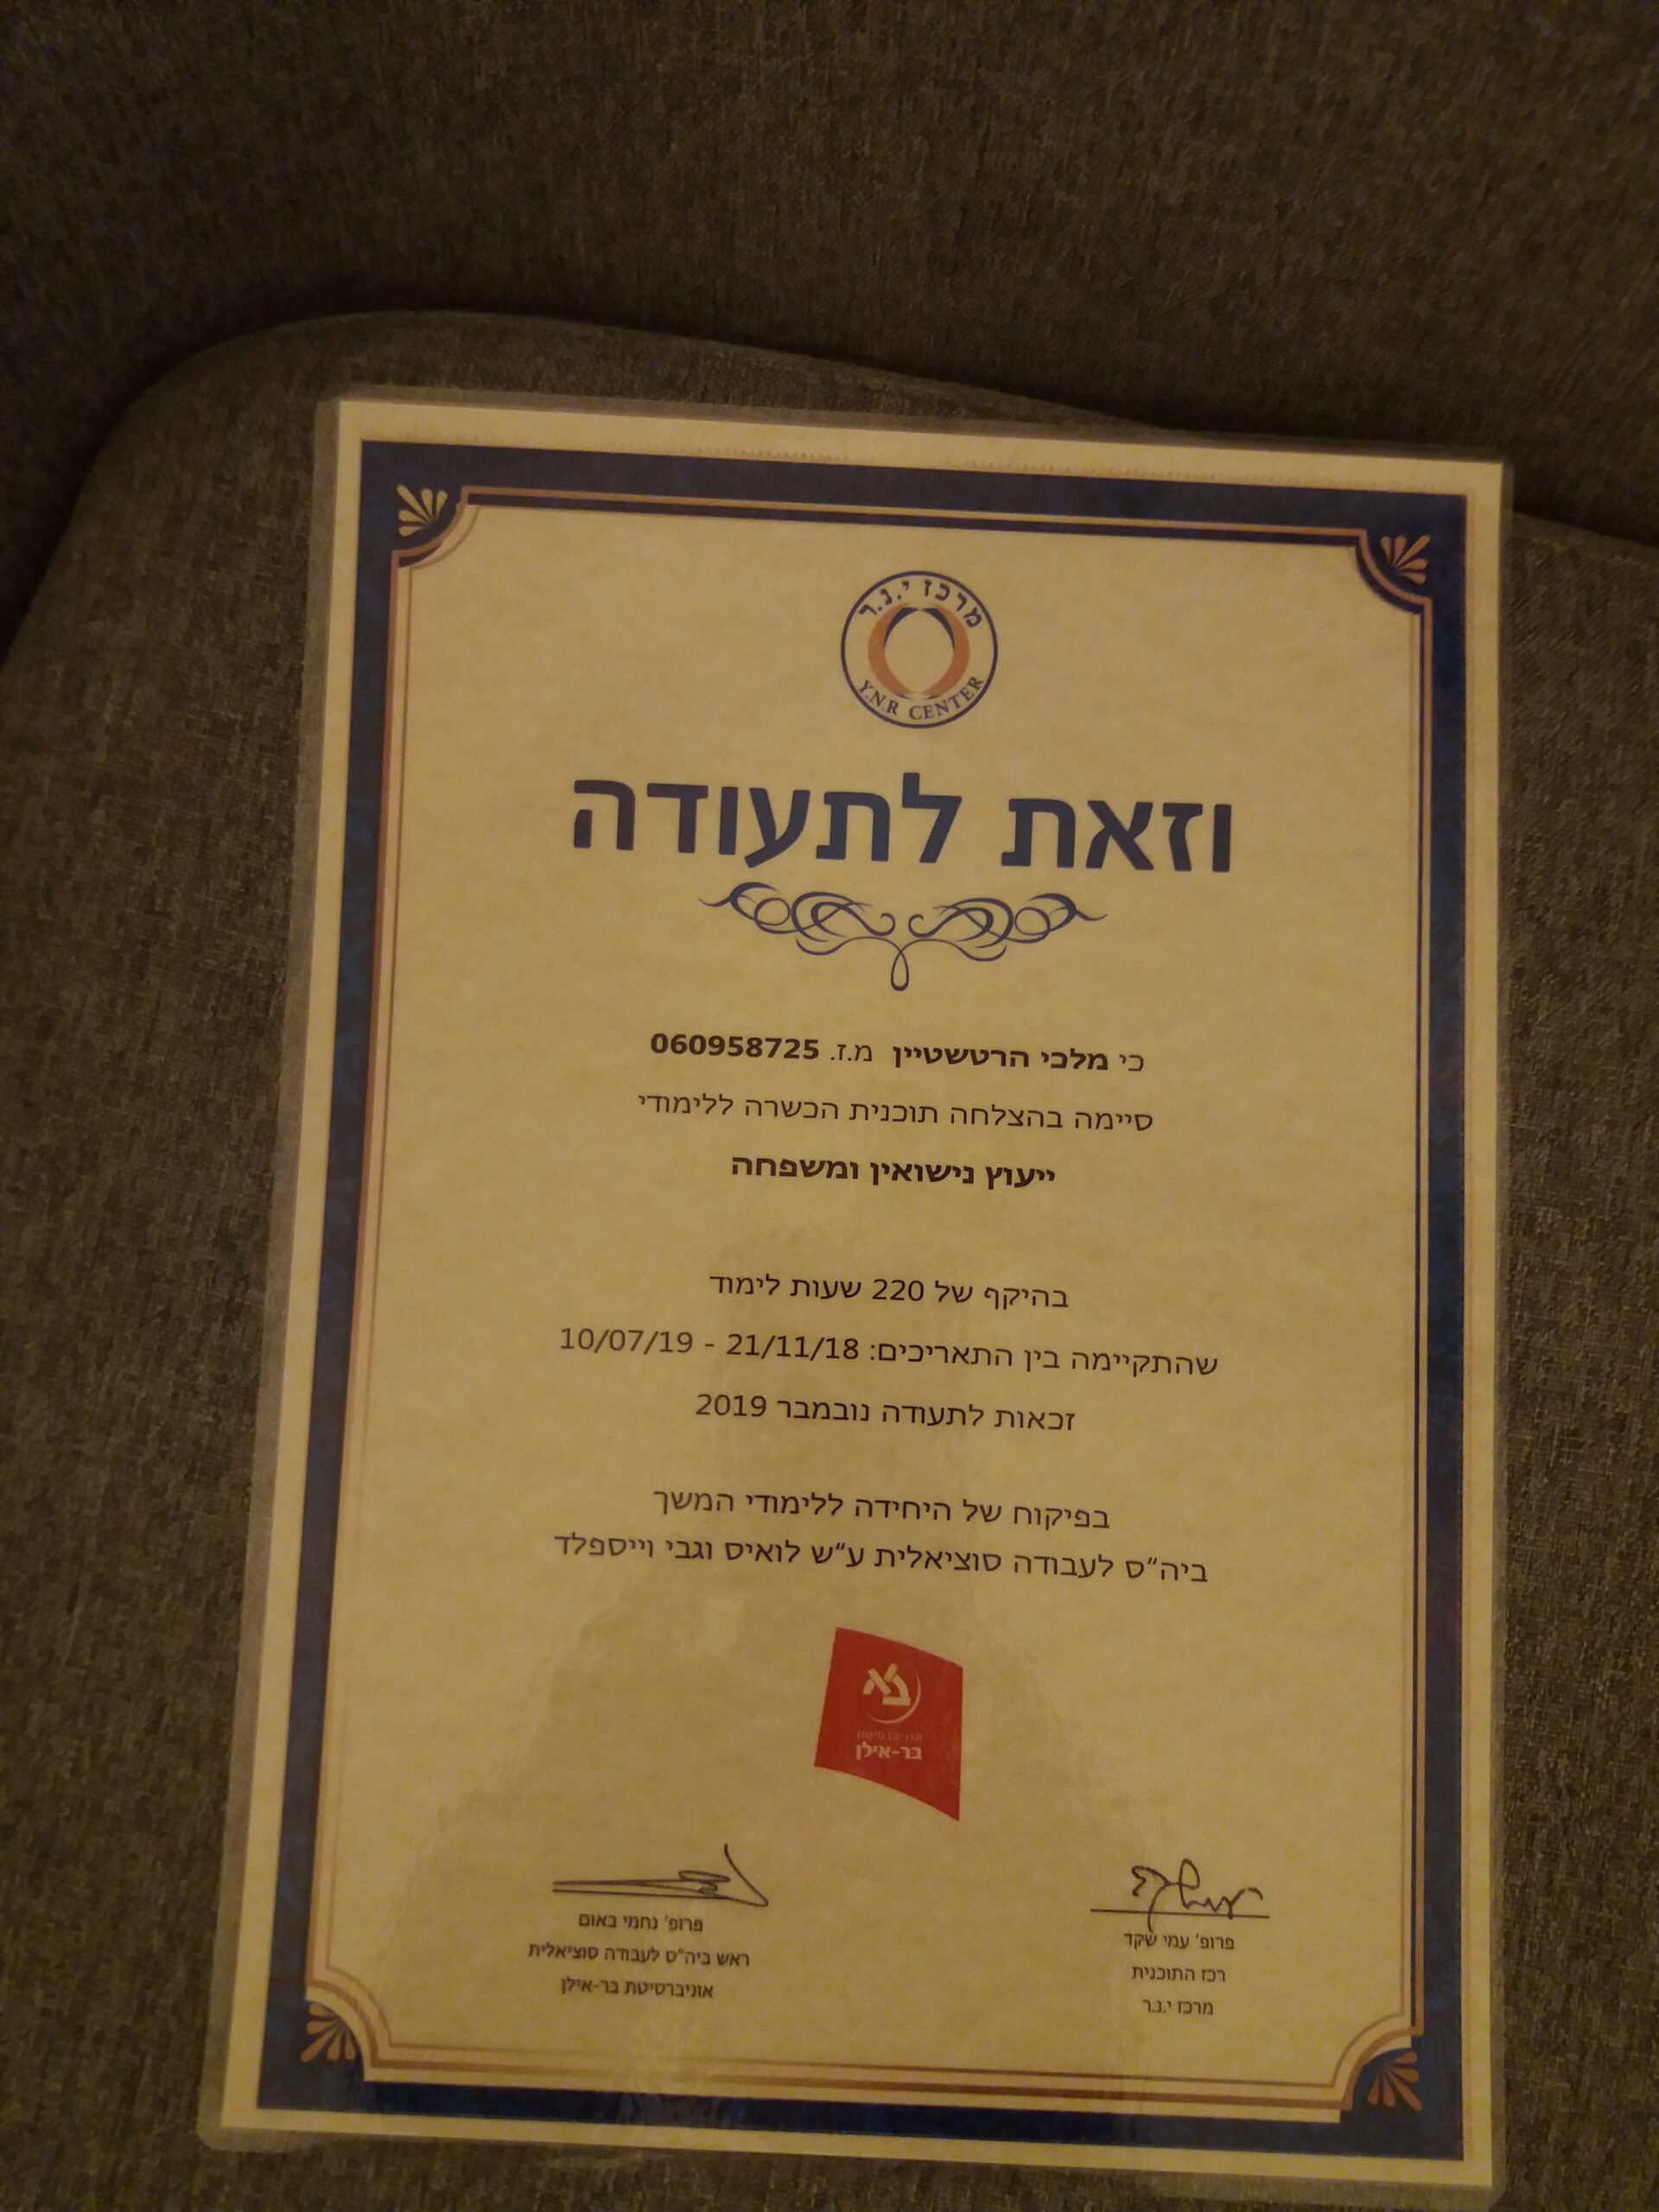 מרכז י.נ.ר
Y.N.R CENTER
וזאת לתעודה
כי מלכי הרטשטיין מ.ז. 060958725
סיימה בהצלחה תוכנית הכשרה ללימודי
ייעוץ נישואין ומשפחה
בהיקף של 220 שעות לימוד
שהתקיימה בין התאריכים: 21/11/18 - 10/07/19
זכאות לתעודה נובמבר 2019
בפיקוח של היחידה ללימודי המשך
ביה"ס לעבודה סוציאלית ע"ש לואיס וגבי וייספלד
בא
אוניברסיטת
בר-אילן
פרופ' עמי שקד
רכז התוכנית
מרכז י.נ.ר
פרופ' נחמי באום
ראש ביה"ס לעבודה סוציאלית
אוניברסיטת בר-אילן